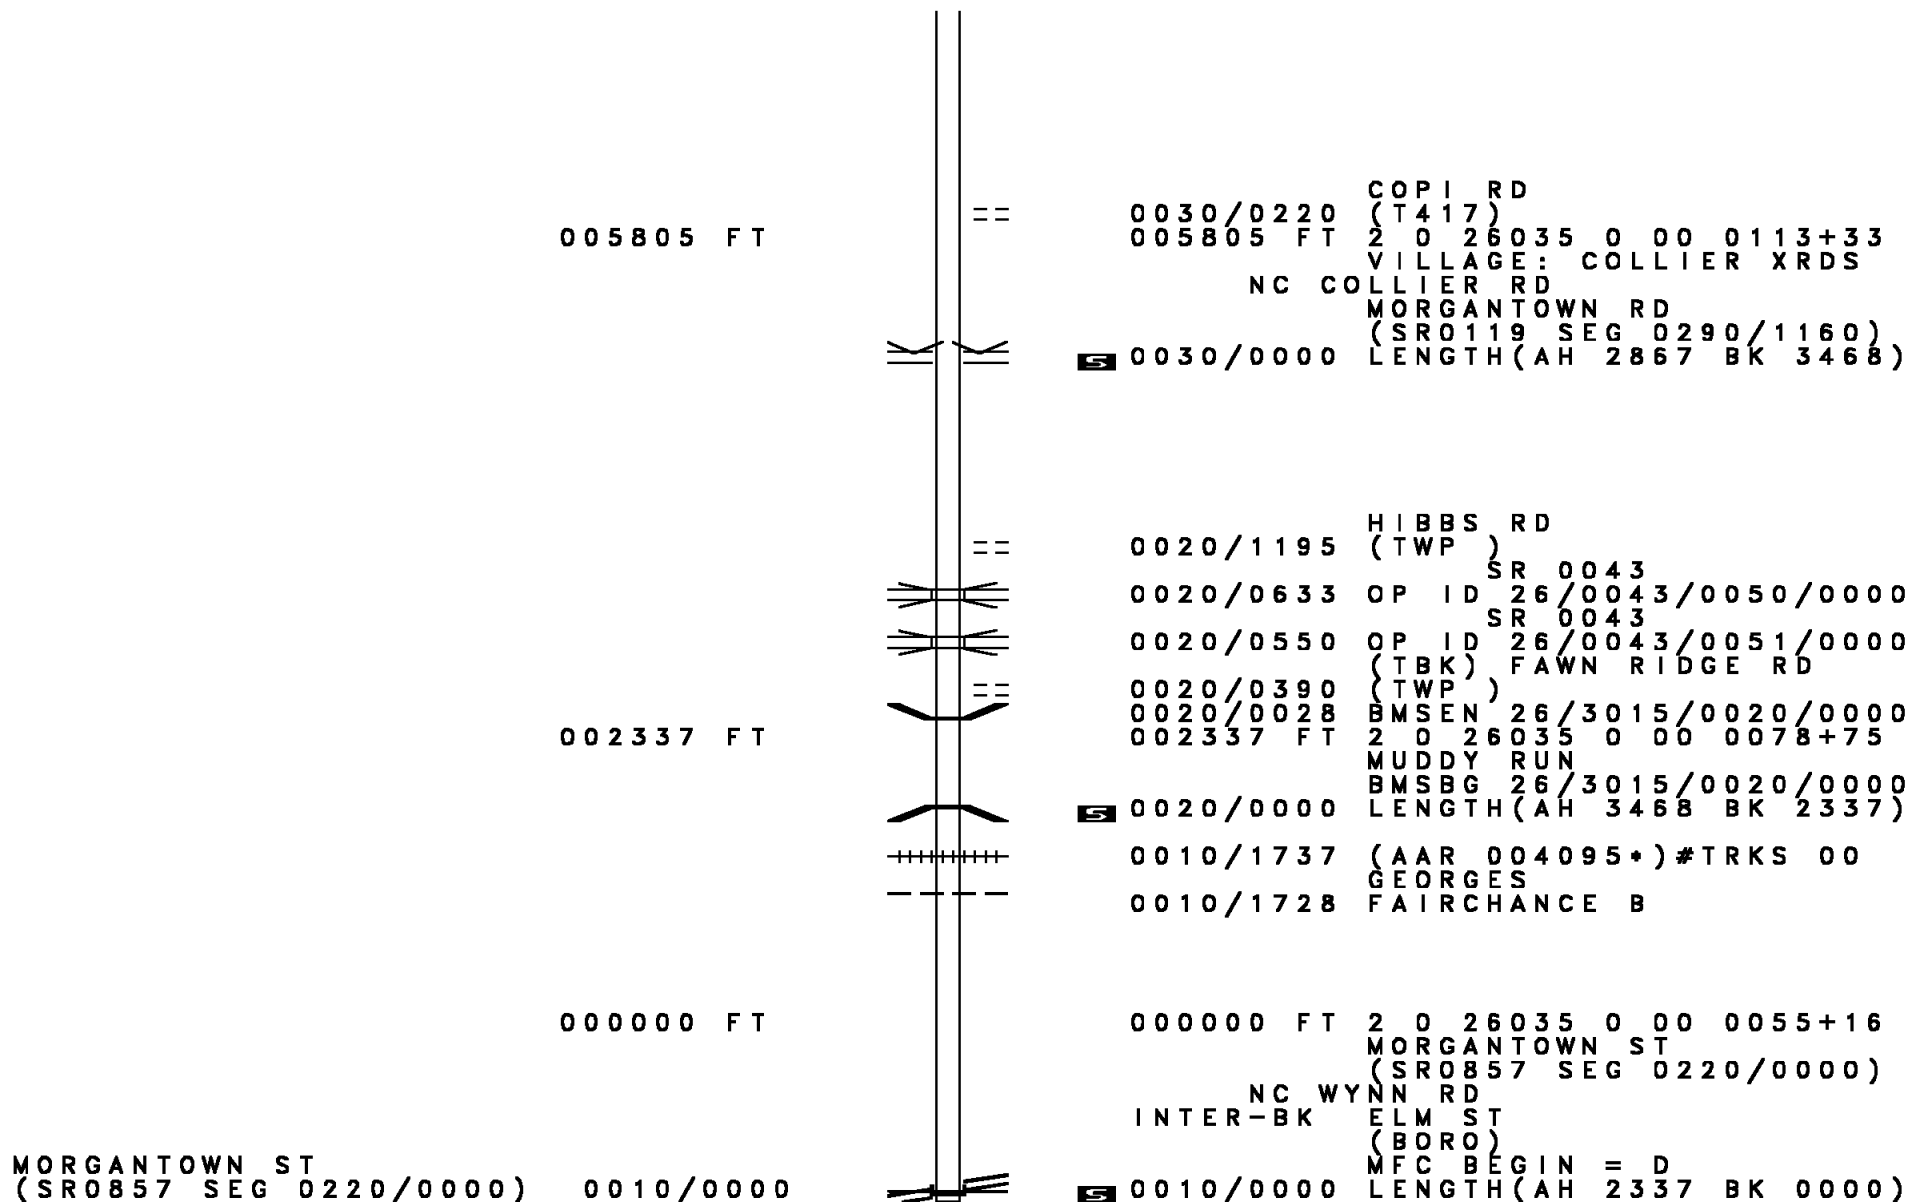 COPI RD
0030/0220 (T417)
005805 FT 005805 FT 2 0 26035 0 00 0113+33
VILLAGE: COLLIER XRDS
NC COLLIER RD
MORGANTOWN RD
(SR0119 SEG 0290/1160)
S 0030/0000 LENGTH(AH 2867 BK 3468)
HIBBS RD
0020/1195 (TWP )
SR 0043
0020/0633 OP ID 26/0043/0050/0000
SR 0043
0020/0550 OP ID 26/0043/0051/0000
(TBK) FAWN RIDGE RD
0020/0390 (TWP )
0020/0028 BMSEN 26/3015/0020/0000
002337 FT 002337 FT 2 0 26035 0 00 0078+75
MUDDY RUN
BMSBG 26/3015/0020/0000
S 0020/0000 LENGTH(AH 3468 BK 2337)
0010/1737 (AAR 004095*)#TRKS 00
GEORGES
0010/1728 FAIRCHANCE B
000000 FT 000000 FT 2 0 26035 0 00 0055+16
MORGANTOWN ST
(SR0857 SEG 0220/0000)
NC WYNN RD
INTER-BK ELM ST
(BORO)
MORGANTOWN ST MFC BEGIN = D
(SR0857 SEG 0220/0000) 0010/0000 S 0010/0000 LENGTH(AH 2337 BK 0000)